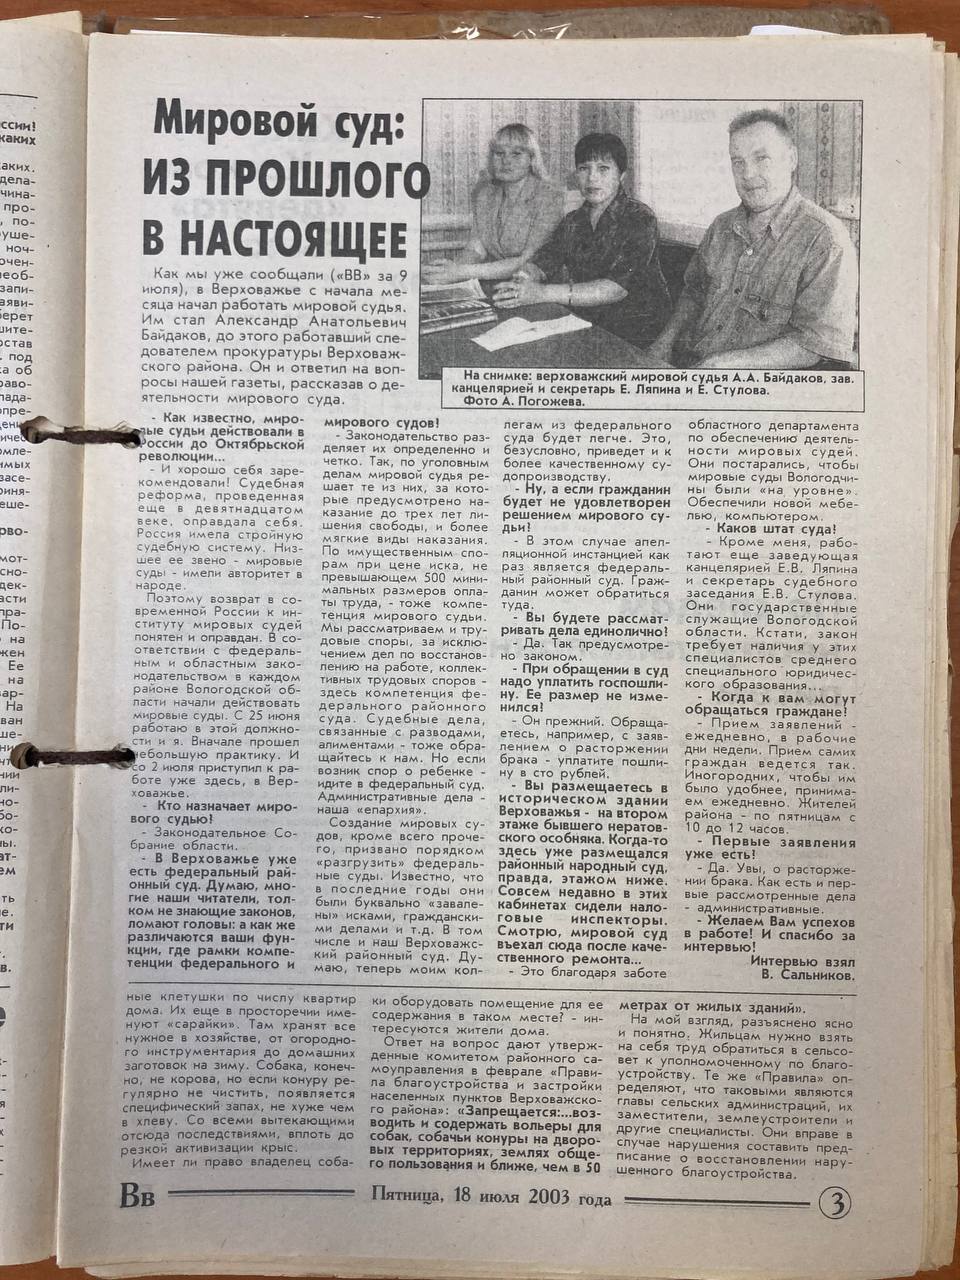 Мировой суд:
ИЗ ПРОШЛОГО
В НАСТОЯЩЕЕ
Как мы уже сообщали («ВВ» за 9
июля), в Верховажье с начала ме-
сяца начал работать мировой судья.
Им стал Александр Анатольевич
Байдаков, до этого работавший сле-
дователем прокуратуры Верховаж-
ского района. Он и ответил на воп-
росы нашей газеты, рассказав о де-
ятельности мирового суда.
На снимке: верховажский мировой судья А.А. Байдаков, зав.
канцелярией и секретарь Е. Ляпина и Е. Стулова.
Фото А. Погожева.
- Как известно, миро-
вые судьи действовали в
России до Октябрьской
революции...
- И хорошо себя заре-
комендовали! Судебная
реформа, проведенная
еще в девятнадцатом
веке, оправдала себя.
Россия имела стройную
судебную систему. Низ-
шее ее звено - мировые
суды - имели авторитет в
народе.
Поэтому возврат в со-
временной России к ин-
ституту мировых судей
понятен и оправдан. В со-
ответствии с федераль-
ным и областным зако-
нодательством в каждом
районе Вологодской об-
ласти начали действовать
мировые суды. С 25 июня
работаю в этой должно-
сти и я. Вначале прошел
небольшую практику. И
со 2 июля приступил к ра-
боте уже здесь, в Вер-
ховажье.
- Кто назначает миро-
вого судью!
- Законодательное Со-
брание области.
- В Верховажье уже
есть федеральный рай-
онный суд. Думаю, мно-
гие наши читатели, тол-
ком не знающие законов,
ломают головы: а как же
различаются ваши фун-
кции, где рамки компе-
тенции федерального и
мирового судов!
- Законодательство раз-
деляет их определенно и
четко. Так, по уголовным
делам мировой судья ре-
шает те из них, за кото-
рые предусмотрено на-
казание до трех лет ли-
шения свободы, и более
мягкие виды наказания.
По имущественным спо-
рам при цене иска, не
превышающем 500 мини-
мальных размеров опла-
ты труда, - тоже компе-
тенция мирового судьи.
Мы рассматриваем и тру-
довые споры, за исклю-
чением дел по восстанов-
лению на работе, коллек-
тивных трудовых споров -
здесь компетенция фе-
дерального районного
суда. Судебные дела,
связанные с разводами,
алиментами - тоже обра-
щайтесь к нам. Но если
возник спор о ребенке -
идите в федеральный суд.
Административные дела -
наша «епархия».
Создание мировых су-
дов, кроме всего проче-
го, призвано порядком
«разгрузить» федераль-
ные суды. Известно, что
в последние годы они
были буквально «завале-
ны» исками, граждански-
ми делами и т.д. В том
числе и наш Верховаж-
ский районный суд. Ду-
маю, теперь моим кол-
легам из федерального
суда будет легче. Это,
безусловно, приведет и к
более качественному су-
допроизводству.
- Ну, а если гражданин
будет не удовлетворен
решением мирового су-
дьи!
- В этом случае апел-
ляционной инстанцией как
раз является федераль-
ный районный суд. Граж-
данин может обратиться
туда.
- Вы будете рассмат-
ривать дела единолично!
- Да. Так предусмотре-
но законом.
- При обращении в суд
надо уплатить госпошли-
ну. Ее размер не изме-
нился!
- Он прежний. Обраща-
етесь, например, с заяв-
лением о расторжении
брака - уплатите пошли-
ну в сто рублей.
- Вы размещаетесь в
историческом здании
Верховажья - на втором
этаже бывшего нератов-
ского особняка. Когда-то
здесь уже размещался
районный народный суд,
правда, этажом ниже.
Совсем недавно в этих
кабинетах сидели нало-
говые инспекторы.
Смотрю, мировой суд
въехал сюда после каче-
ственного ремонта...
- Это благодаря заботе
областного департамента
по обеспечению деятель-
ности мировых судей.
Они постарались, чтобы
мировые суды Вологодчи-
ны были «на уровне».
Обеспечили новой мебе-
лью, компьютером.
- Каков штат суда!
- Кроме меня, рабо-
тают еще заведующая
канцелярией Е.В. Ляпина
и секретарь судебного
заседания Е.В. Стулова.
Они государственные
служащие Вологодской
области. Кстати, закон
требует наличия у этих
специалистов среднего
специального юридичес-
кого образования...
- Когда к вам могут
обращаться граждане!
- Прием заявлений -
ежедневно, в рабочие
дни недели. Прием самих
граждан ведется так.
Иногородних, чтобы им
было удобнее, принима-
ем ежедневно. Жителей
района - по пятницам с
10 до 12 часов.
- Первые заявления
уже есть!
- Да. Увы, о расторже-
нии брака. Как есть и пер-
вые рассмотренные дела
- административные.
- Желаем Вам успехов
в работе! И спасибо за
интервью!
Интервью взял
В. Сальников.
ные клетушки по числу квартир
дома. Их еще в просторечии име-
нуют «сарайки». Там хранят все
нужное в хозяйстве, от огородно-
го инструментария до домашних
заготовок на зиму. Собака, конеч-
но, не корова, но если конуру ре-
гулярно не чистить, появляется
специфический запах, не хуже чем
в хлеву. Со всеми вытекающими
отсюда последствиями, вплоть до
резкой активизации крыс.
Имеет ли право владелец соба-
ки оборудовать помещение для ее
содержания в таком месте? - ин-
тересуются жители дома.
Ответ на вопрос дают утверж-
денные комитетом районного са-
моуправления в феврале «Прави-
ла благоустройства и застройки
населенных пунктов Верховажско-
го района»: «Запрещается:...воз-
водить и содержать вольеры для
собак, собачьи конуры на дворо-
вых территориях, землях обще-
го пользования и ближе, чем в 50
метрах от жилых зданий».
На мой взгляд, разъяснено ясно
и понятно. Жильцам нужно взять
на себя труд обратиться в сельсо-
вет к уполномоченному по благо-
устройству. Те же «Правила» оп-
ределяют, что таковыми являются
главы сельских администраций, их
заместители, землеустроители и
другие специалисты. Они вправе в
случае нарушения составить пред-
писание о восстановлении нару-
шенного благоустройства.
Вв
Пятница, 18 июля 2003 года
3